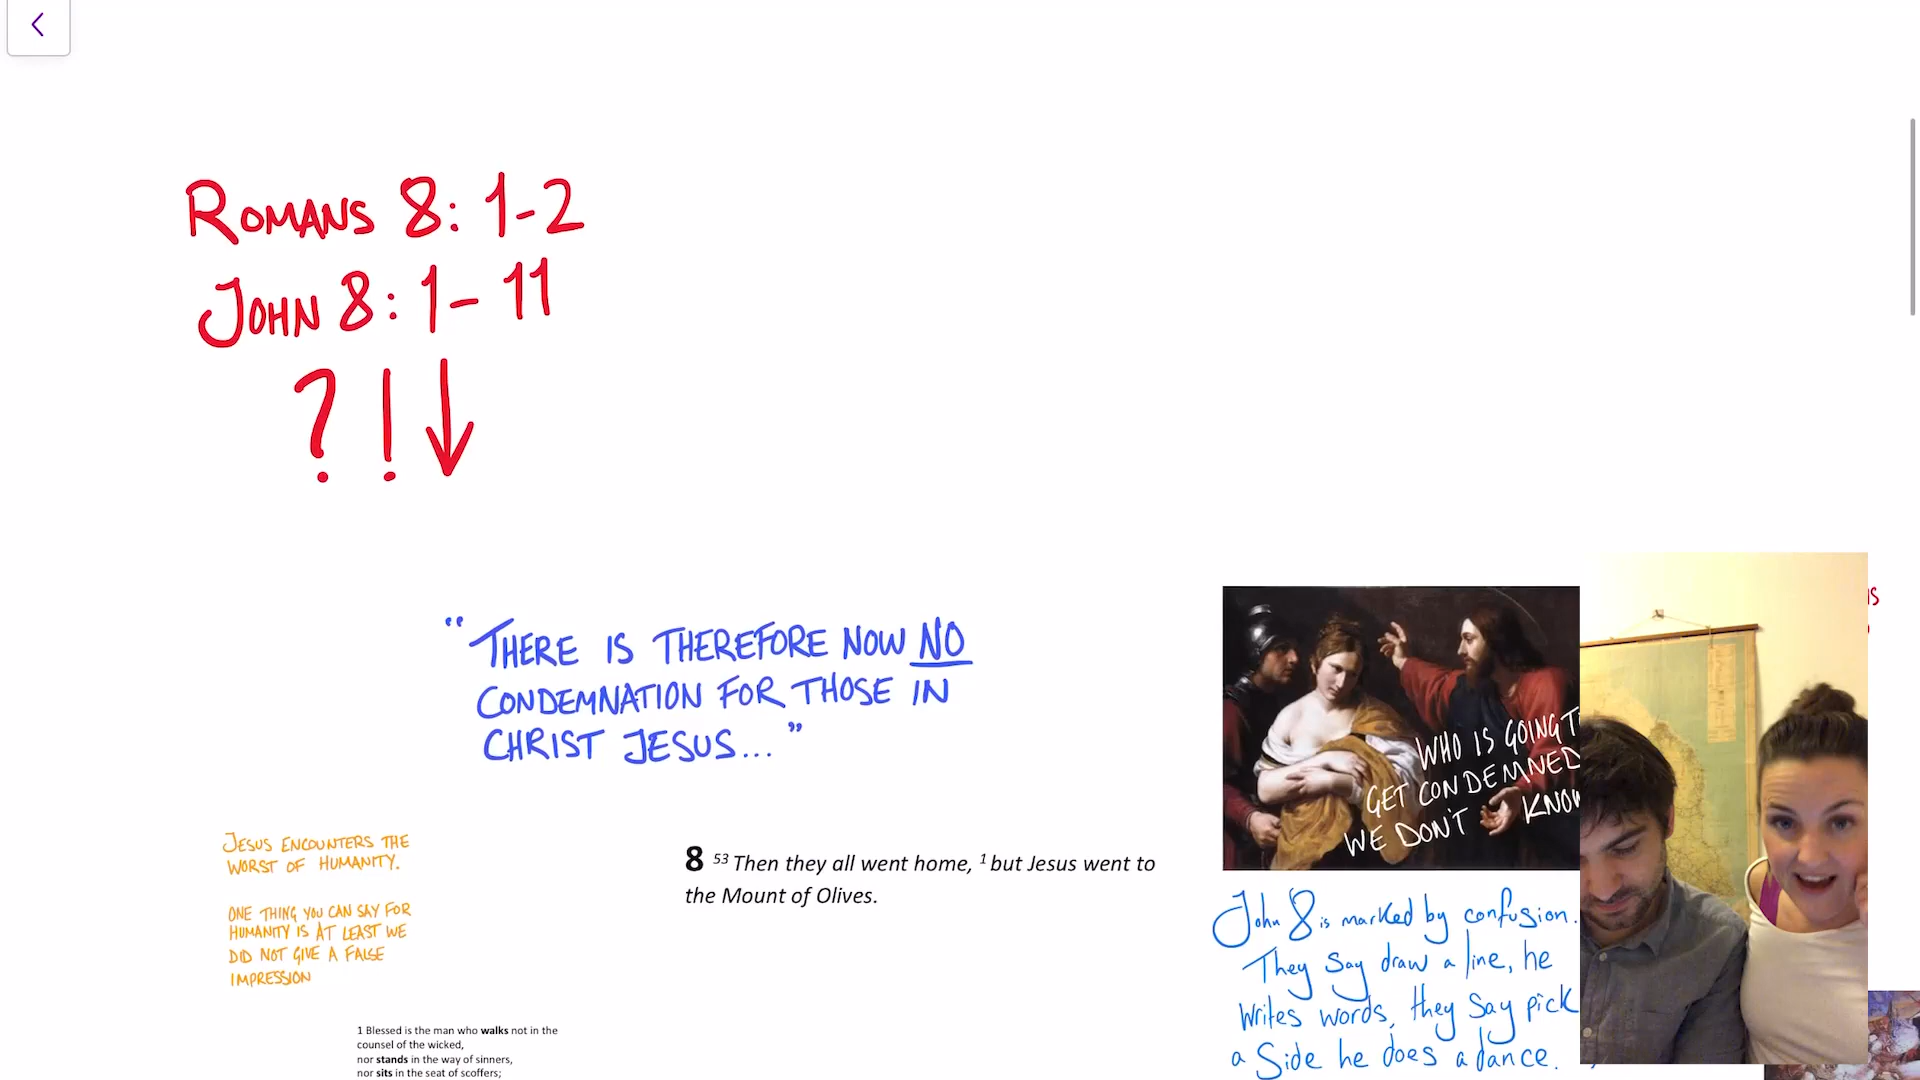 ROMANS 8: 1-2
JOHN 8: 1-11
? ! ↓
"THERE IS THEREFORE NOW NO
CONDEMNATION FOR THOSE IN
CHRIST JESUS..."
JESUS ENCOUNTERS THE
WORST OF HUMANITY.
ONE THING YOU CAN SAY FOR
HUMANITY IS AT LEAST WE
DID NOT GIVE A FALSE
IMPRESSION
8 53 Then they all went home, 1 but Jesus went to
the Mount of Olives.
1 Blessed is the man who walks not in the
counsel of the wicked,
nor stands in the way of sinners,
nor sits in the seat of scoffers;
WHO IS GOING T
GET CONDEMNED
WE DON'T KNOW
John 8 is marked by confusion.
They say draw a line, he
writes words, they say pick
a side he does a dance.